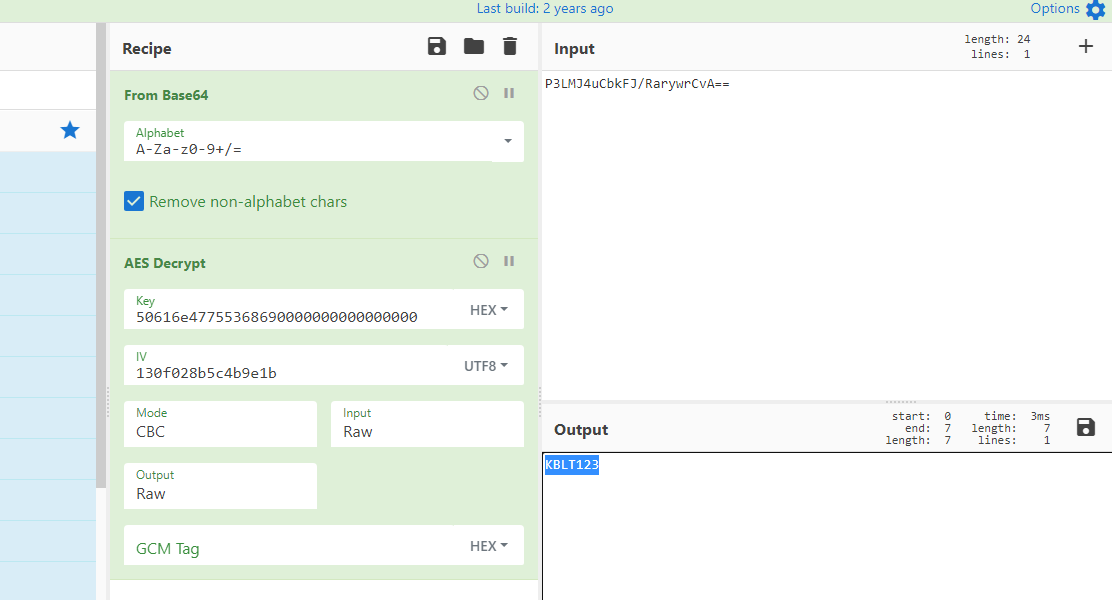 Last build: 2 years ago
Options
Recipe
From Base64
Alphabet
A-Za-z0-9+/=
Remove non-alphabet chars
AES Decrypt
Key
50616e47755368690000000000000000
HEX
IV
130f028b5c4b9e1b
UTF8
Mode
CBC
Input
Raw
Output
Raw
GCM Tag
HEX
Input
length: 24
lines: 1
+
P3LMJ4uCbkFJ/RarywrCvA==
Output
start: 0 time: 3ms
end: 7 length: 7
length: 7 lines: 1
KBLT123